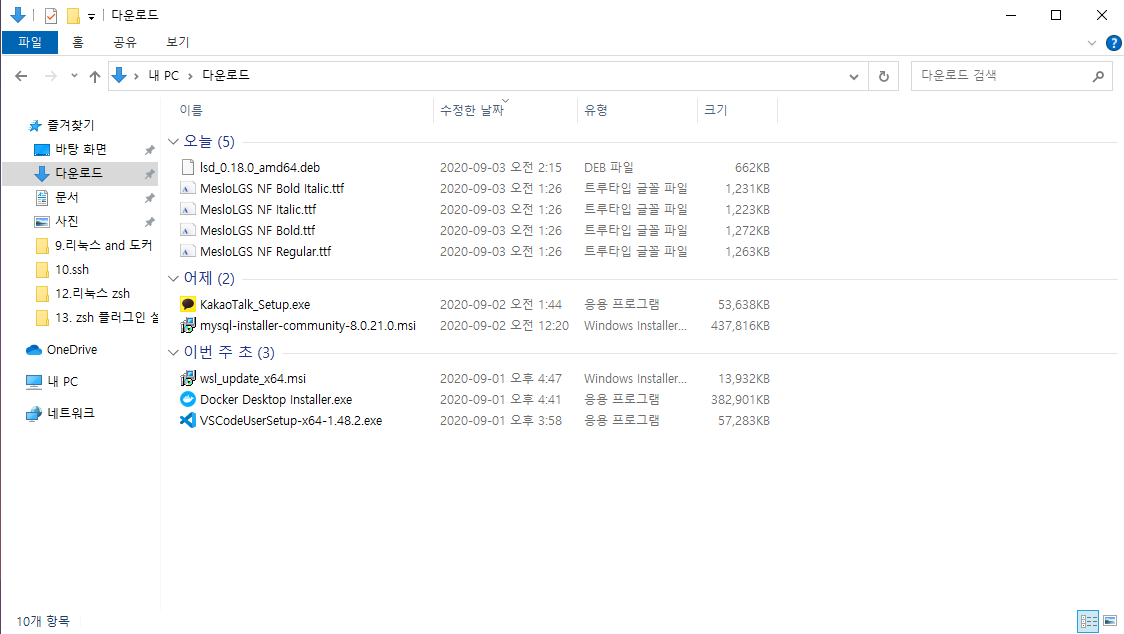 다운로드
파일 홈 공유 보기
내 PC 다운로드 다운로드 검색
이름 수정한 날짜 유형 크기
즐겨찾기
바탕 화면
다운로드
문서
사진
9.리눅스 and 도커
10.ssh
12.리눅스 zsh
13. zsh 플러그인 설
OneDrive
내 PC
네트워크
오늘 (5)
lsd_0.18.0_amd64.deb 2020-09-03 오전 2:15 DEB 파일 662KB
MesloLGS NF Bold Italic.ttf 2020-09-03 오전 1:26 트루타입 글꼴 파일 1,231KB
MesloLGS NF Italic.ttf 2020-09-03 오전 1:26 트루타입 글꼴 파일 1,223KB
MesloLGS NF Bold.ttf 2020-09-03 오전 1:26 트루타입 글꼴 파일 1,272KB
MesloLGS NF Regular.ttf 2020-09-03 오전 1:26 트루타입 글꼴 파일 1,263KB
어제 (2)
KakaoTalk_Setup.exe 2020-09-02 오전 1:44 응용 프로그램 53,638KB
mysql-installer-community-8.0.21.0.msi 2020-09-02 오전 12:20 Windows Installer... 437,816KB
이번 주 초 (3)
wsl_update_x64.msi 2020-09-01 오후 4:47 Windows Installer... 13,932KB
Docker Desktop Installer.exe 2020-09-01 오후 4:41 응용 프로그램 382,901KB
VSCodeUserSetup-x64-1.48.2.exe 2020-09-01 오후 3:58 응용 프로그램 57,283KB
10개 항목